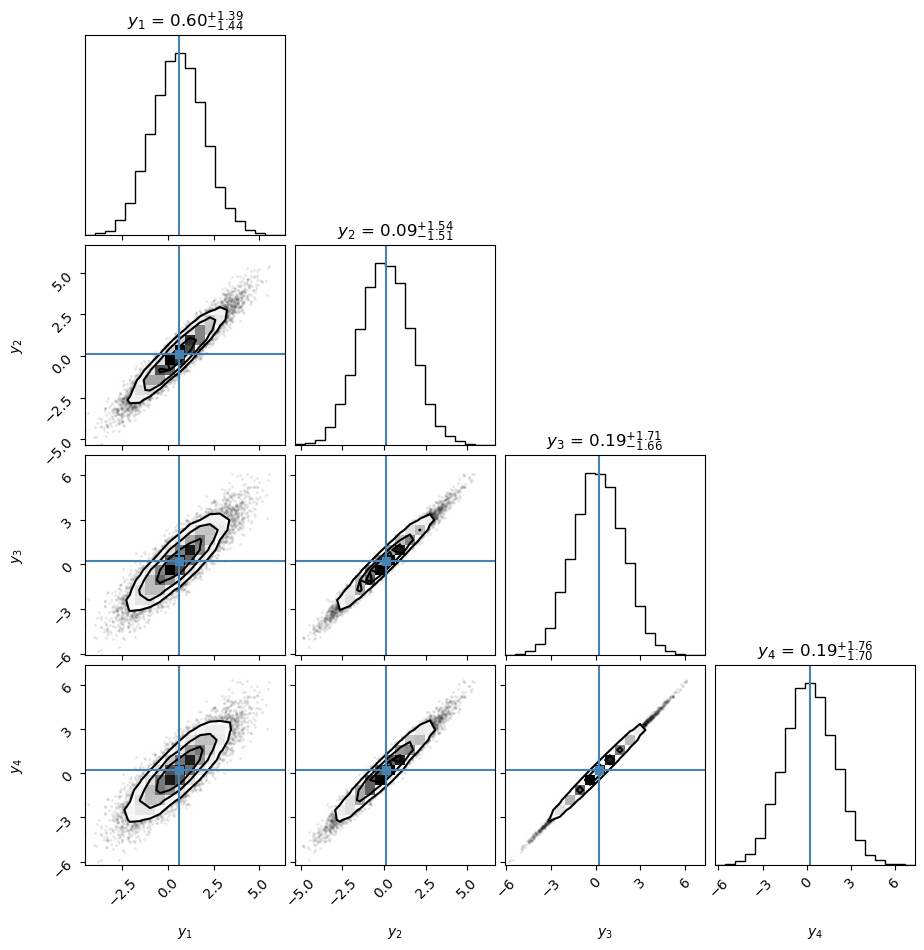 y₁ = 0.60+1.39−1.44
y₂ = 0.09+1.54−1.51
y₂
5.0
2.5
0.0
−2.5
−5.0
y₃ = 0.19+1.71−1.66
y₃
6
3
0
−3
−6
y₄ = 0.19+1.76−1.70
y₄
6
3
0
−3
−6
−2.5 0.0 2.5 5.0
−5.0 −2.5 0.0 2.5 5.0
−6 −3 0 3 6
−6 −3 0 3 6
y₁ y₂ y₃ y₄